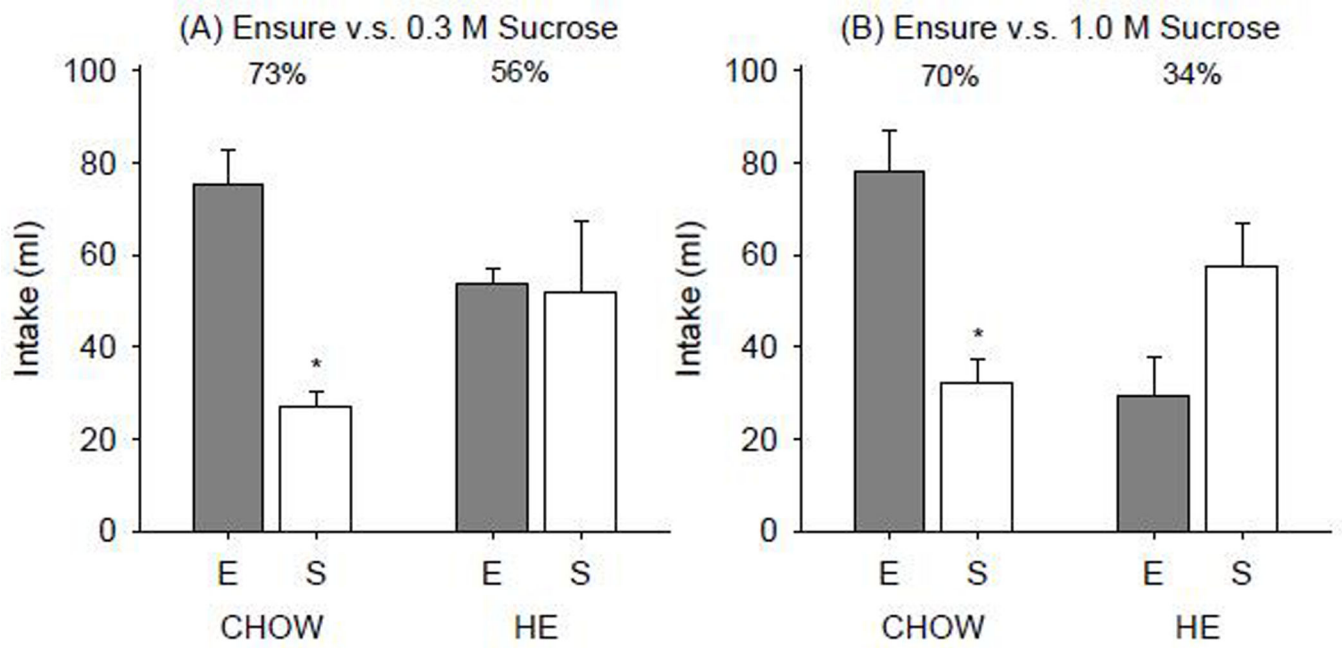 (A) Ensure v.s. 0.3 M Sucrose
73% 56%
100
80
60
40
20
0
Intake (ml)
*
E S E S
CHOW HE
(B) Ensure v.s. 1.0 M Sucrose
70% 34%
100
80
60
40
20
0
Intake (ml)
*
E S E S
CHOW HE